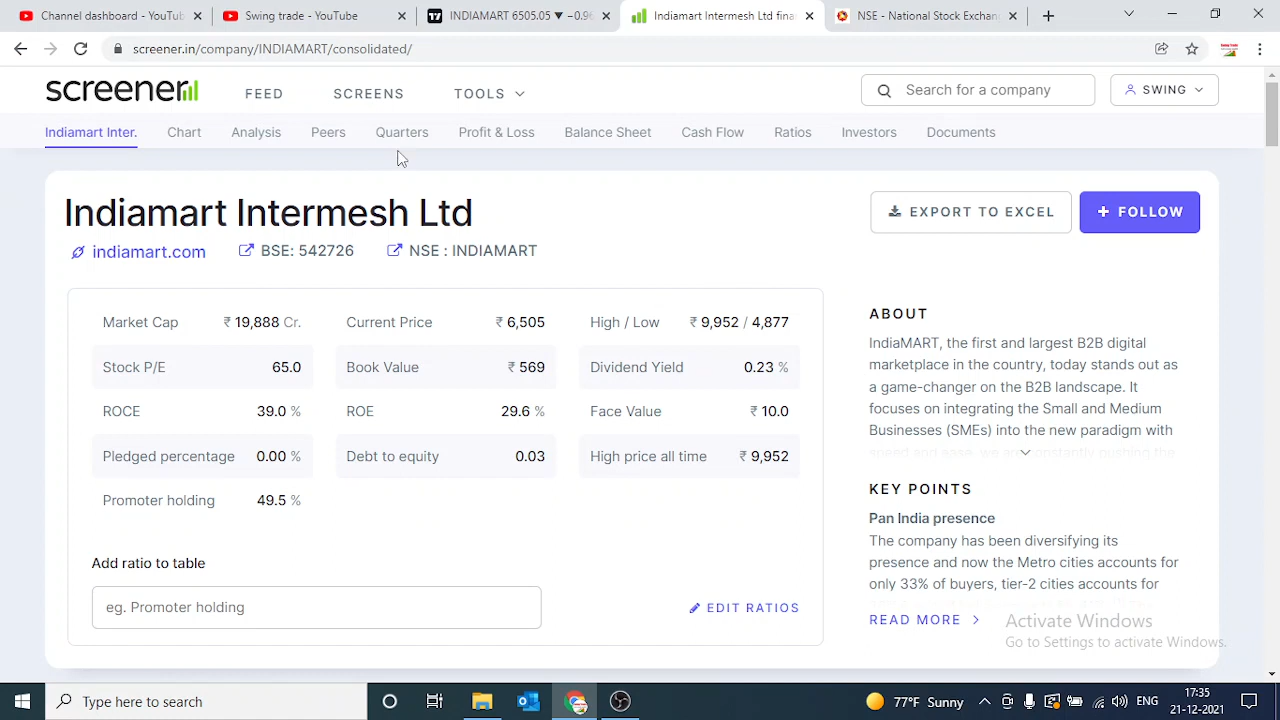 Channel dashboard - YouTub
Swing trade - YouTube
INDIAMART 6505.05 ▼ −0.96
Indiamart Intermesh Ltd finan
NSE - National Stock Exchan
screener.in/company/INDIAMART/consolidated/
screener
FEED
SCREENS
TOOLS
Search for a company
SWING
Indiamart Inter.
Chart
Analysis
Peers
Quarters
Profit & Loss
Balance Sheet
Cash Flow
Ratios
Investors
Documents
Indiamart Intermesh Ltd
EXPORT TO EXCEL
+ FOLLOW
indiamart.com
BSE: 542726
NSE : INDIAMART
Market Cap ₹ 19,888 Cr.
Current Price ₹ 6,505
High / Low ₹ 9,952 / 4,877
Stock P/E 65.0
Book Value ₹ 569
Dividend Yield 0.23 %
ROCE 39.0 %
ROE 29.6 %
Face Value ₹ 10.0
Pledged percentage 0.00 %
Debt to equity 0.03
High price all time ₹ 9,952
Promoter holding 49.5 %
Add ratio to table
eg. Promoter holding
EDIT RATIOS
ABOUT
IndiaMART, the first and largest B2B digital
marketplace in the country, today stands out as
a game-changer on the B2B landscape. It
focuses on integrating the Small and Medium
Businesses (SMEs) into the new paradigm with
speed and ease. we are constantly pushing the
KEY POINTS
Pan India presence
The company has been diversifying its
presence and now the Metro cities accounts for
only 33% of buyers, tier-2 cities accounts for
READ MORE
Activate Windows
Go to Settings to activate Windows.
Type here to search
77°F Sunny
ENG
17:35
21-12-2021